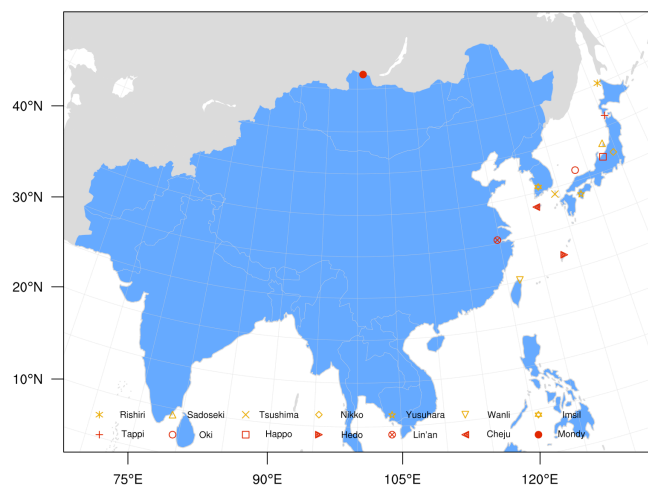 40°N
30°N
20°N
10°N
Rishiri Sadoseki Tsushima Nikko Yusuhara Wanli Imsil
Tappi Oki Happo Hedo Lin'an Cheju Mondy
75°E 90°E 105°E 120°E